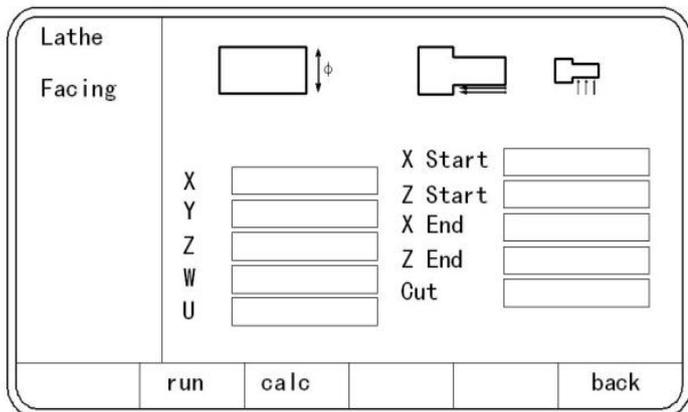 Lathe
Facing
ϕ
X
Y
Z
W
U
X Start
Z Start
X End
Z End
Cut
run
calc
back